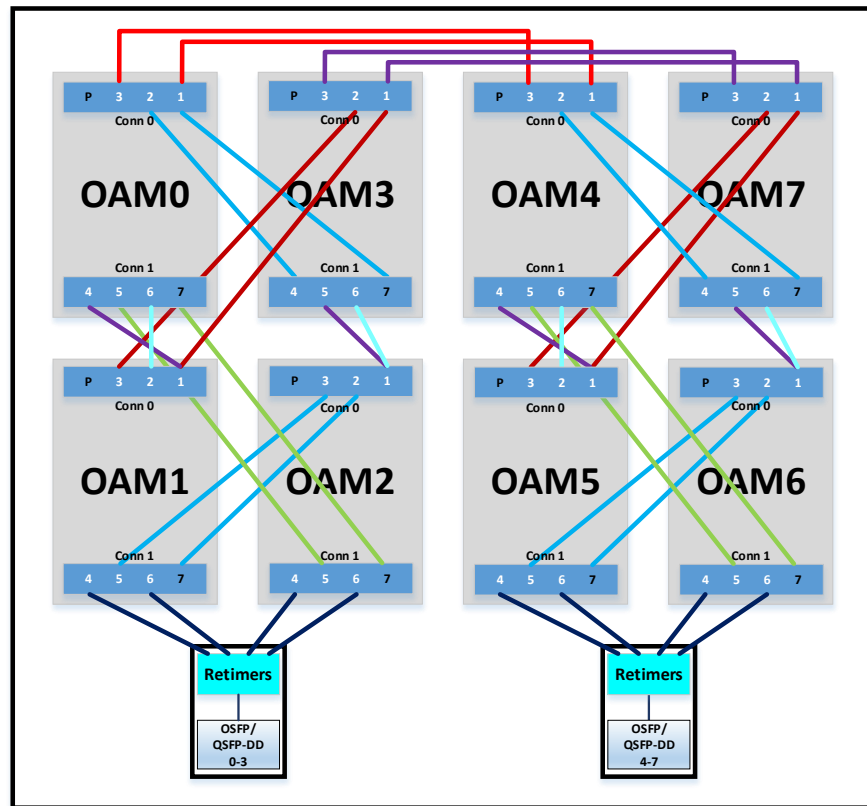 P 3 2 1 P 3 2 1 P 3 2 1 P 3 2 1
Conn 0 Conn 0 Conn 0 Conn 0
OAM0 OAM3 OAM4 OAM7
Conn 1 Conn 1 Conn 1 Conn 1
4 5 6 7 4 5 6 7 4 5 6 7 4 5 6 7
P 3 2 1 P 3 2 1 P 3 2 1 P 3 2 1
Conn 0 Conn 0 Conn 0 Conn 0
OAM1 OAM2 OAM5 OAM6
Conn 1 Conn 1 Conn 1 Conn 1
4 5 6 7 4 5 6 7 4 5 6 7 4 5 6 7
Retimers Retimers
OSFP/ OSFP/
QSFP-DD QSFP-DD
0-3 4-7